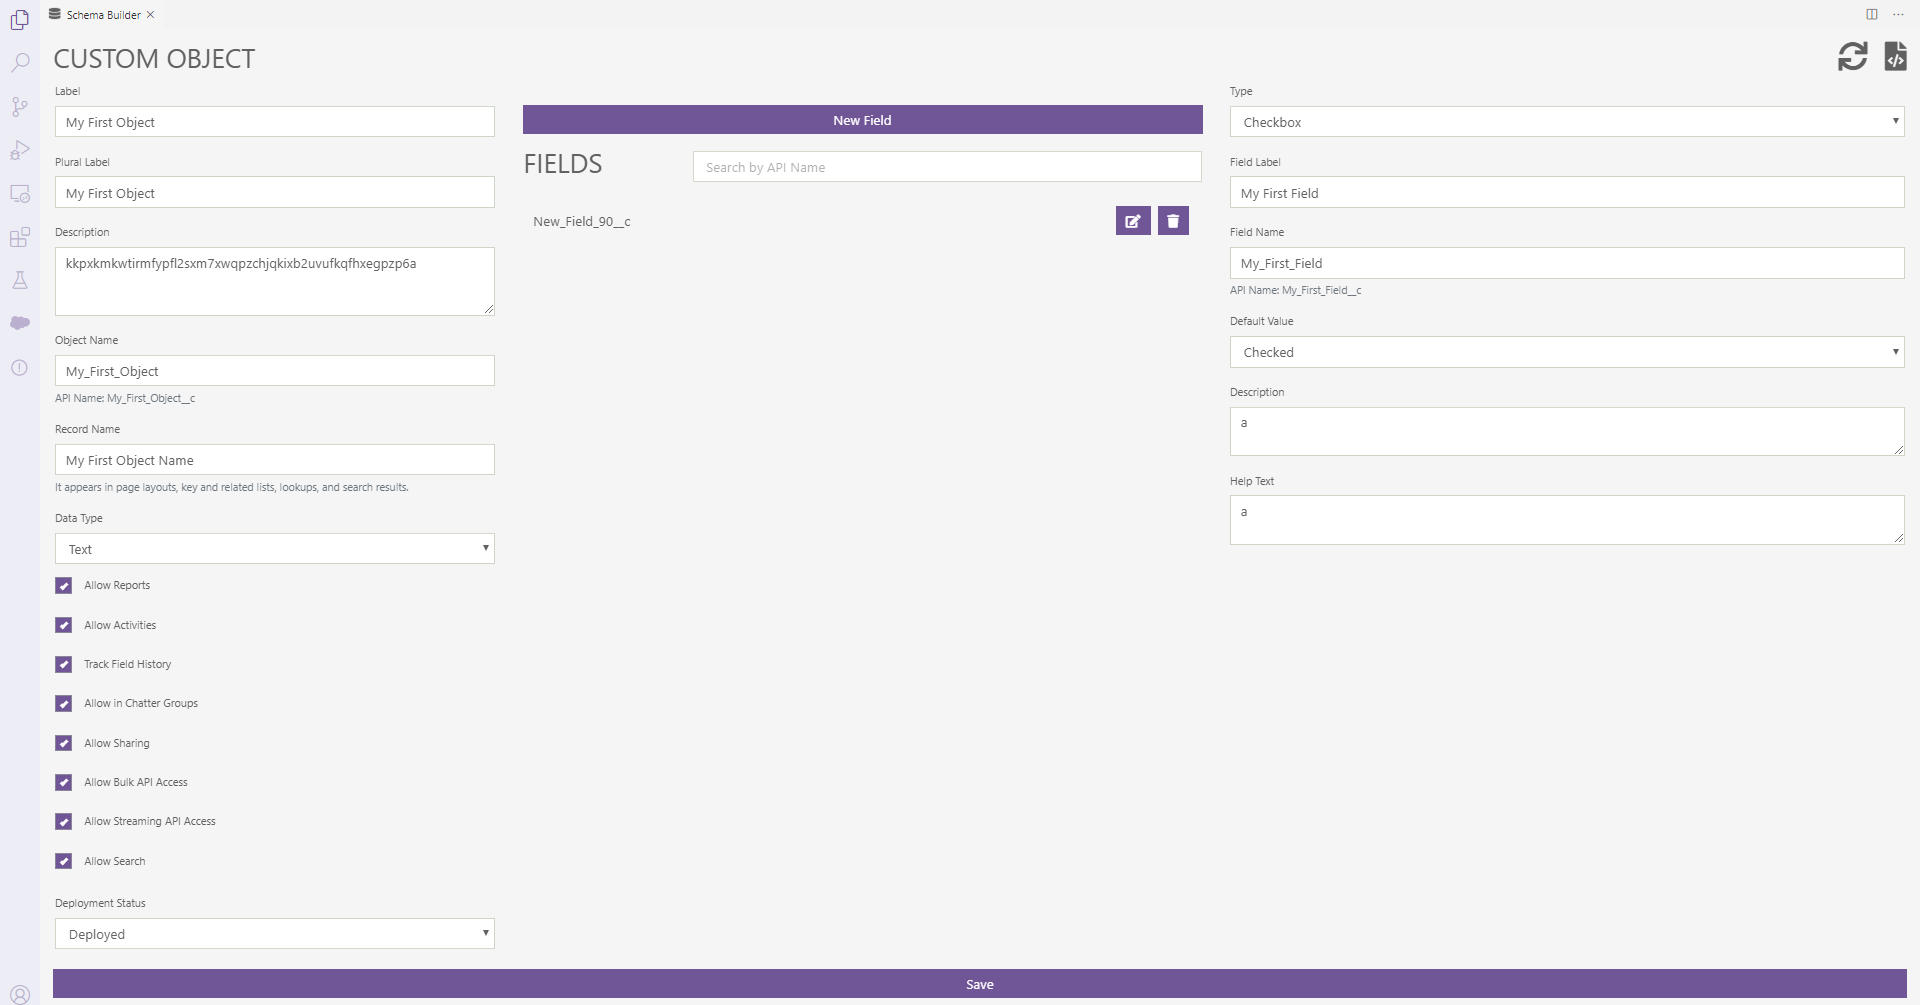 Schema Builder
CUSTOM OBJECT
Label
My First Object
Plural Label
My First Object
Description
kkpxkmkwtirmfypfl2sxm7xwqpzchjqkixb2uvufkqfhxegpzp6a
Object Name
My_First_Object
API Name: My_First_Object__c
Record Name
My First Object Name
It appears in page layouts, key and related lists, lookups, and search results.
Data Type
Text
Allow Reports
Allow Activities
Track Field History
Allow in Chatter Groups
Allow Sharing
Allow Bulk API Access
Allow Streaming API Access
Allow Search
Deployment Status
Deployed
New Field
FIELDS
Search by API Name
New_Field_90__c
Type
Checkbox
Field Label
My First Field
Field Name
My_First_Field
API Name: My_First_Field__c
Default Value
Checked
Description
a
Help Text
a
Save